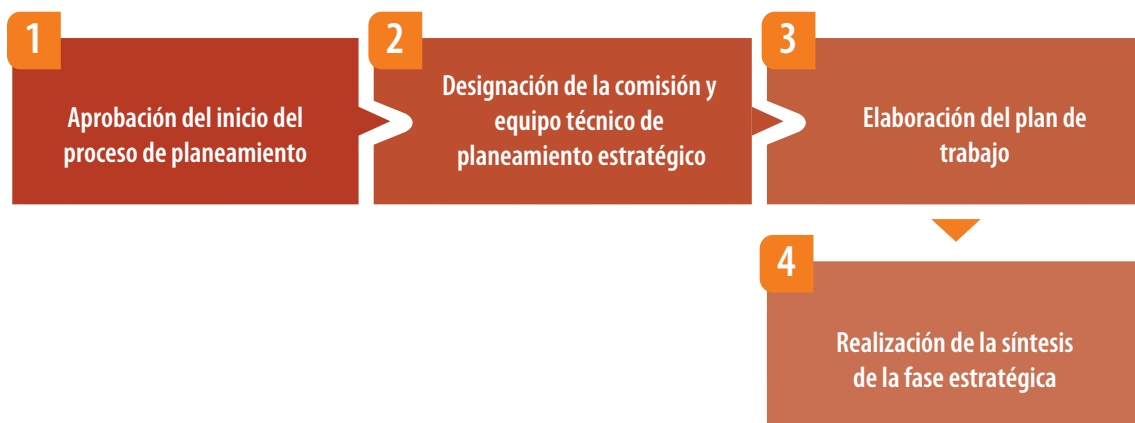 1
Aprobación del inicio del
proceso de planeamiento
2
Designación de la comisión y
equipo técnico de
planeamiento estratégico
3
Elaboración del plan de
trabajo
4
Realización de la síntesis
de la fase estratégica